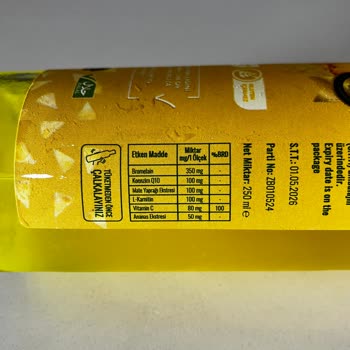 TÜKETMEDEN ÖNCE
ÇALKALAYINIZ
Etken Madde Miktar mg/1 Ölçek %BRD
Bromelain 350 mg -
Koenzim Q10 100 mg -
Mate Yaprağı Ekstresi 100 mg -
L-Karnitin 100 mg -
Vitamin C 80 mg 100
Ananas Ekstresi 50 mg -
Net Miktar: 250 ml e
Parti No: ZB010524
S.T.T.: 01.05.2026
üzerindedir.
Expiry date is on the
package